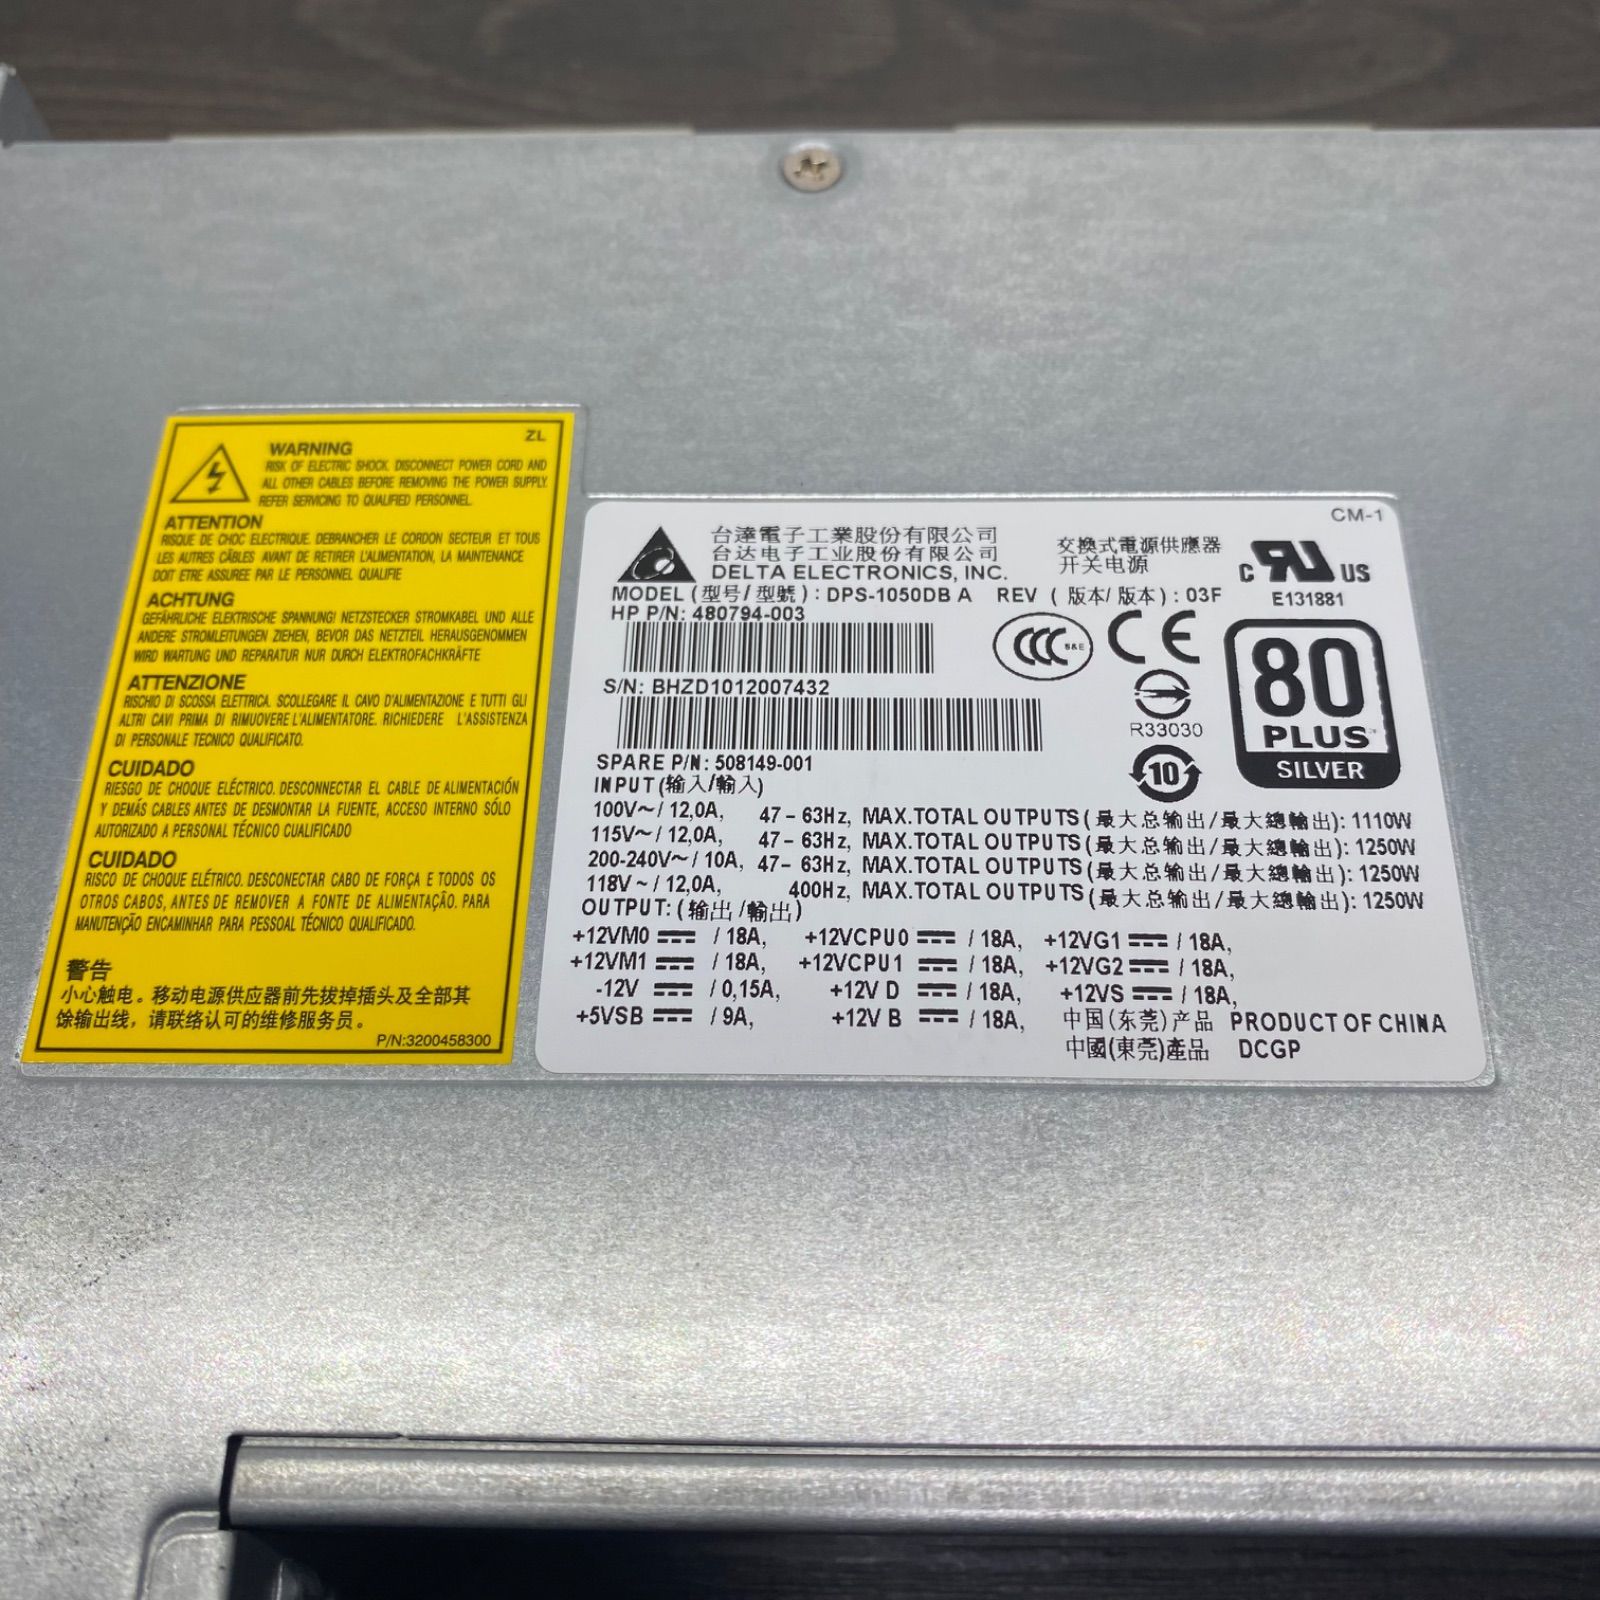 ZL
WARNING
RISK OF ELECTRIC SHOCK. DISCONNECT POWER CORD AND
ALL OTHER CABLES BEFORE REMOVING THE POWER SUPPLY.
REFER SERVICING TO QUALIFIED PERSONNEL.
ATTENTION
RISQUE DE CHOC ELECTRIQUE. DEBRANCHER LE CORDON SECTEUR ET TOUS
LES AUTRES CÂBLES AVANT DE RETIRER L'ALIMENTATION, LA MAINTENANCE
DOIT ETRE ASSUREE PAR LE PERSONNEL QUALIFIE
ACHTUNG
GEFÄHRLICHE ELEKTRISCHE SPANNUNG! NETZSTECKER STROMKABEL UND ALLE
ANDERE STROMLEITUNGEN ZIEHEN, BEVOR DAS NETZTEIL HERAUSGENOMMEN
WIRD WARTUNG UND REPARATUR NUR DURCH ELEKTROFACHKRÄFTE
ATTENZIONE
RISCHIO DI SCOSSA ELETTRICA. SCOLLEGARE IL CAVO D'ALIMENTAZIONE E TUTTI GLI
ALTRI CAVI PRIMA DI RIMUOVERE L'ALIMENTATORE. RICHIEDERE L'ASSISTENZA
DI PERSONALE TECNICO QUALIFICATO.
CUIDADO
RIESGO DE CHOQUE ELÉCTRICO. DESCONECTAR EL CABLE DE ALIMENTACIÓN
Y DEMÁS CABLES ANTES DE DESMONTAR LA FUENTE, ACCESO INTERNO SÓLO
AUTORIZADO A PERSONAL TÉCNICO CUALIFICADO
CUIDADO
RISCO DE CHOQUE ELÉTRICO. DESCONECTAR CABO DE FORÇA E TODOS OS
OTROS CABOS, ANTES DE REMOVER A FONTE DE ALIMENTAÇÃO. PARA
MANUTENÇÃO ENCAMINHAR PARA PESSOAL TÉCNICO QUALIFICADO.
警告
小心触电。移动电源供应器前先拔掉插头及全部其
馀输出线，请联络认可的维修服务员。
P/N:3200458300
CM-1
台達電子工業股份有限公司
台达电子工业股份有限公司
DELTA ELECTRONICS, INC.
交換式電源供應器
开关电源
C RU US
E131881
MODEL (型号/型號): DPS-1050DB A REV (版本/版本): 03F
HP P/N: 480794-003
CCC S&E
CE
S/N: BHZD1012007432
R33030
10
80
PLUS
SILVER
SPARE P/N: 508149-001
INPUT (输入/輸入)
100V~/ 12,0A, 47 - 63Hz, MAX.TOTAL OUTPUTS (最大总输出/最大總輸出): 1110W
115V~/ 12,0A, 47 - 63Hz, MAX.TOTAL OUTPUTS (最大总输出/最大總輸出): 1250W
200-240V~/ 10A, 47 - 63Hz, MAX.TOTAL OUTPUTS (最大总输出/最大總輸出): 1250W
118V~/ 12,0A, 400Hz, MAX.TOTAL OUTPUTS (最大总输出/最大總輸出): 1250W
OUTPUT: (输出/輸出)
+12VM0 ⎓ / 18A, +12VCPU0 ⎓ / 18A, +12VG1 ⎓ / 18A,
+12VM1 ⎓ / 18A, +12VCPU1 ⎓ / 18A, +12VG2 ⎓ / 18A,
-12V ⎓ / 0,15A, +12V D ⎓ / 18A, +12VS ⎓ / 18A,
+5VSB ⎓ / 9A, +12V B ⎓ / 18A, 中国(东莞)产品 PRODUCT OF CHINA
中國(東莞)產品 DCGP